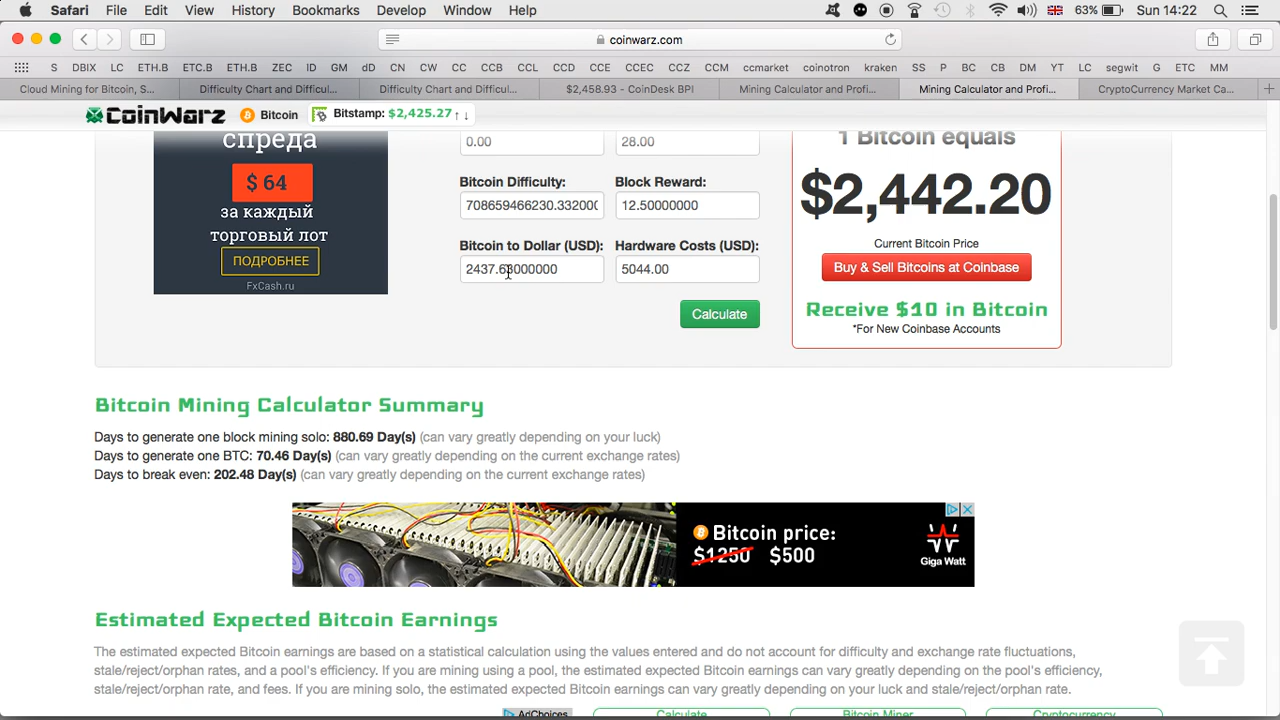 Safari File Edit View History Bookmarks Develop Window Help 63% Sun 14:22
coinwarz.com
S DBIX LC ETH.B ETC.B ETH.B ZEC ID GM dD CN CW CC CCB CCL CCD CCE CCEC CCZ CCM ccmarket coinotron kraken S P BC CB DM YT LC segwit G ETC MM
Cloud Mining for Bitcoin, S... Difficulty Chart and Difficul... Difficulty Chart and Difficul... $2,458.93 - CoinDesk BPI Mining Calculator and Profi... Mining Calculator and Profi... CryptoCurrency Market Ca...
CoinWarz Bitcoin Bitstamp: $2,425.27 ↑ ↓
спреда
$ 64
за каждый
торговый лот
ПОДРОБНЕЕ
FxCash.ru
0.00 28.00
Bitcoin Difficulty: Block Reward:
708659466230.332000 12.50000000
Bitcoin to Dollar (USD): Hardware Costs (USD):
2437.63000000 5044.00
Calculate
1 Bitcoin equals
$2,442.20
Current Bitcoin Price
Buy & Sell Bitcoins at Coinbase
Receive $10 in Bitcoin
*For New Coinbase Accounts
Bitcoin Mining Calculator Summary
Days to generate one block mining solo: 880.69 Day(s) (can vary greatly depending on your luck)
Days to generate one BTC: 70.46 Day(s) (can vary greatly depending on the current exchange rates)
Days to break even: 202.48 Day(s) (can vary greatly depending on the current exchange rates)
Bitcoin price:
$1250 $500
Giga Watt
Estimated Expected Bitcoin Earnings
The estimated expected Bitcoin earnings are based on a statistical calculation using the values entered and do not account for difficulty and exchange rate fluctuations,
stale/reject/orphan rates, and a pool's efficiency. If you are mining using a pool, the estimated expected Bitcoin earnings can vary greatly depending on the pool's efficiency,
stale/reject/orphan rate, and fees. If you are mining solo, the estimated expected Bitcoin earnings can vary greatly depending on your luck and stale/reject/orphan rate.
AdChoices Calculate Bitcoin Miner Cryptocurrency